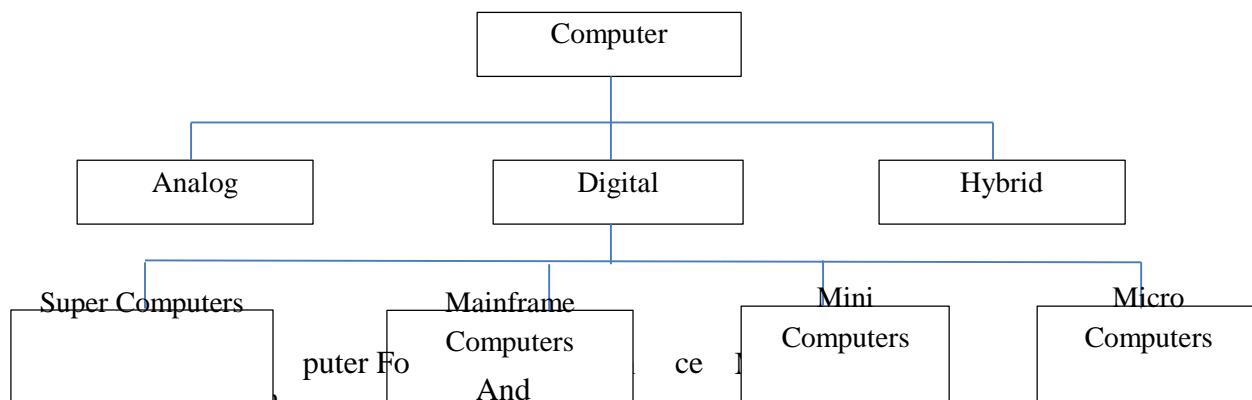 Computer
Analog Digital Hybrid
Super Computers
Mainframe
Computers
And
Mini
Computers
Micro
Computers
puter Fo ce